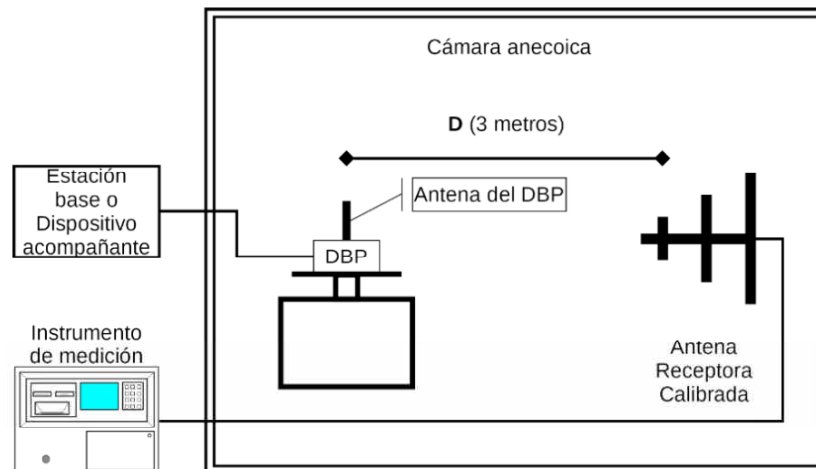 Cámara anecoica
D (3 metros)
Estación
base o
Dispositivo
acompañante
Antena del DBP
DBP
Instrumento
de medición
Antena
Receptora
Calibrada